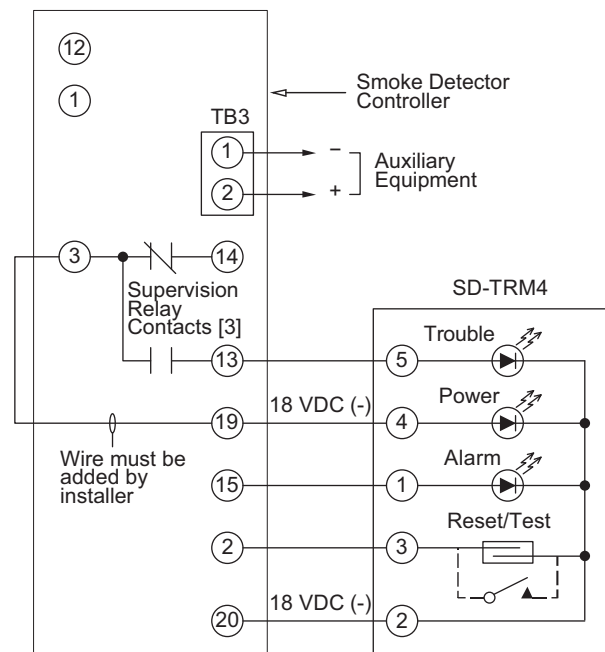 12
1
Smoke Detector
Controller
TB3
1
−
2
+
Auxiliary
Equipment
3
14
Supervision
Relay
Contacts [3]
13
SD-TRM4
5
Trouble
19
18 VDC (-)
4
Power
Wire must be
added by
installer
15
1
Alarm
2
3
Reset/Test
20
18 VDC (-)
2